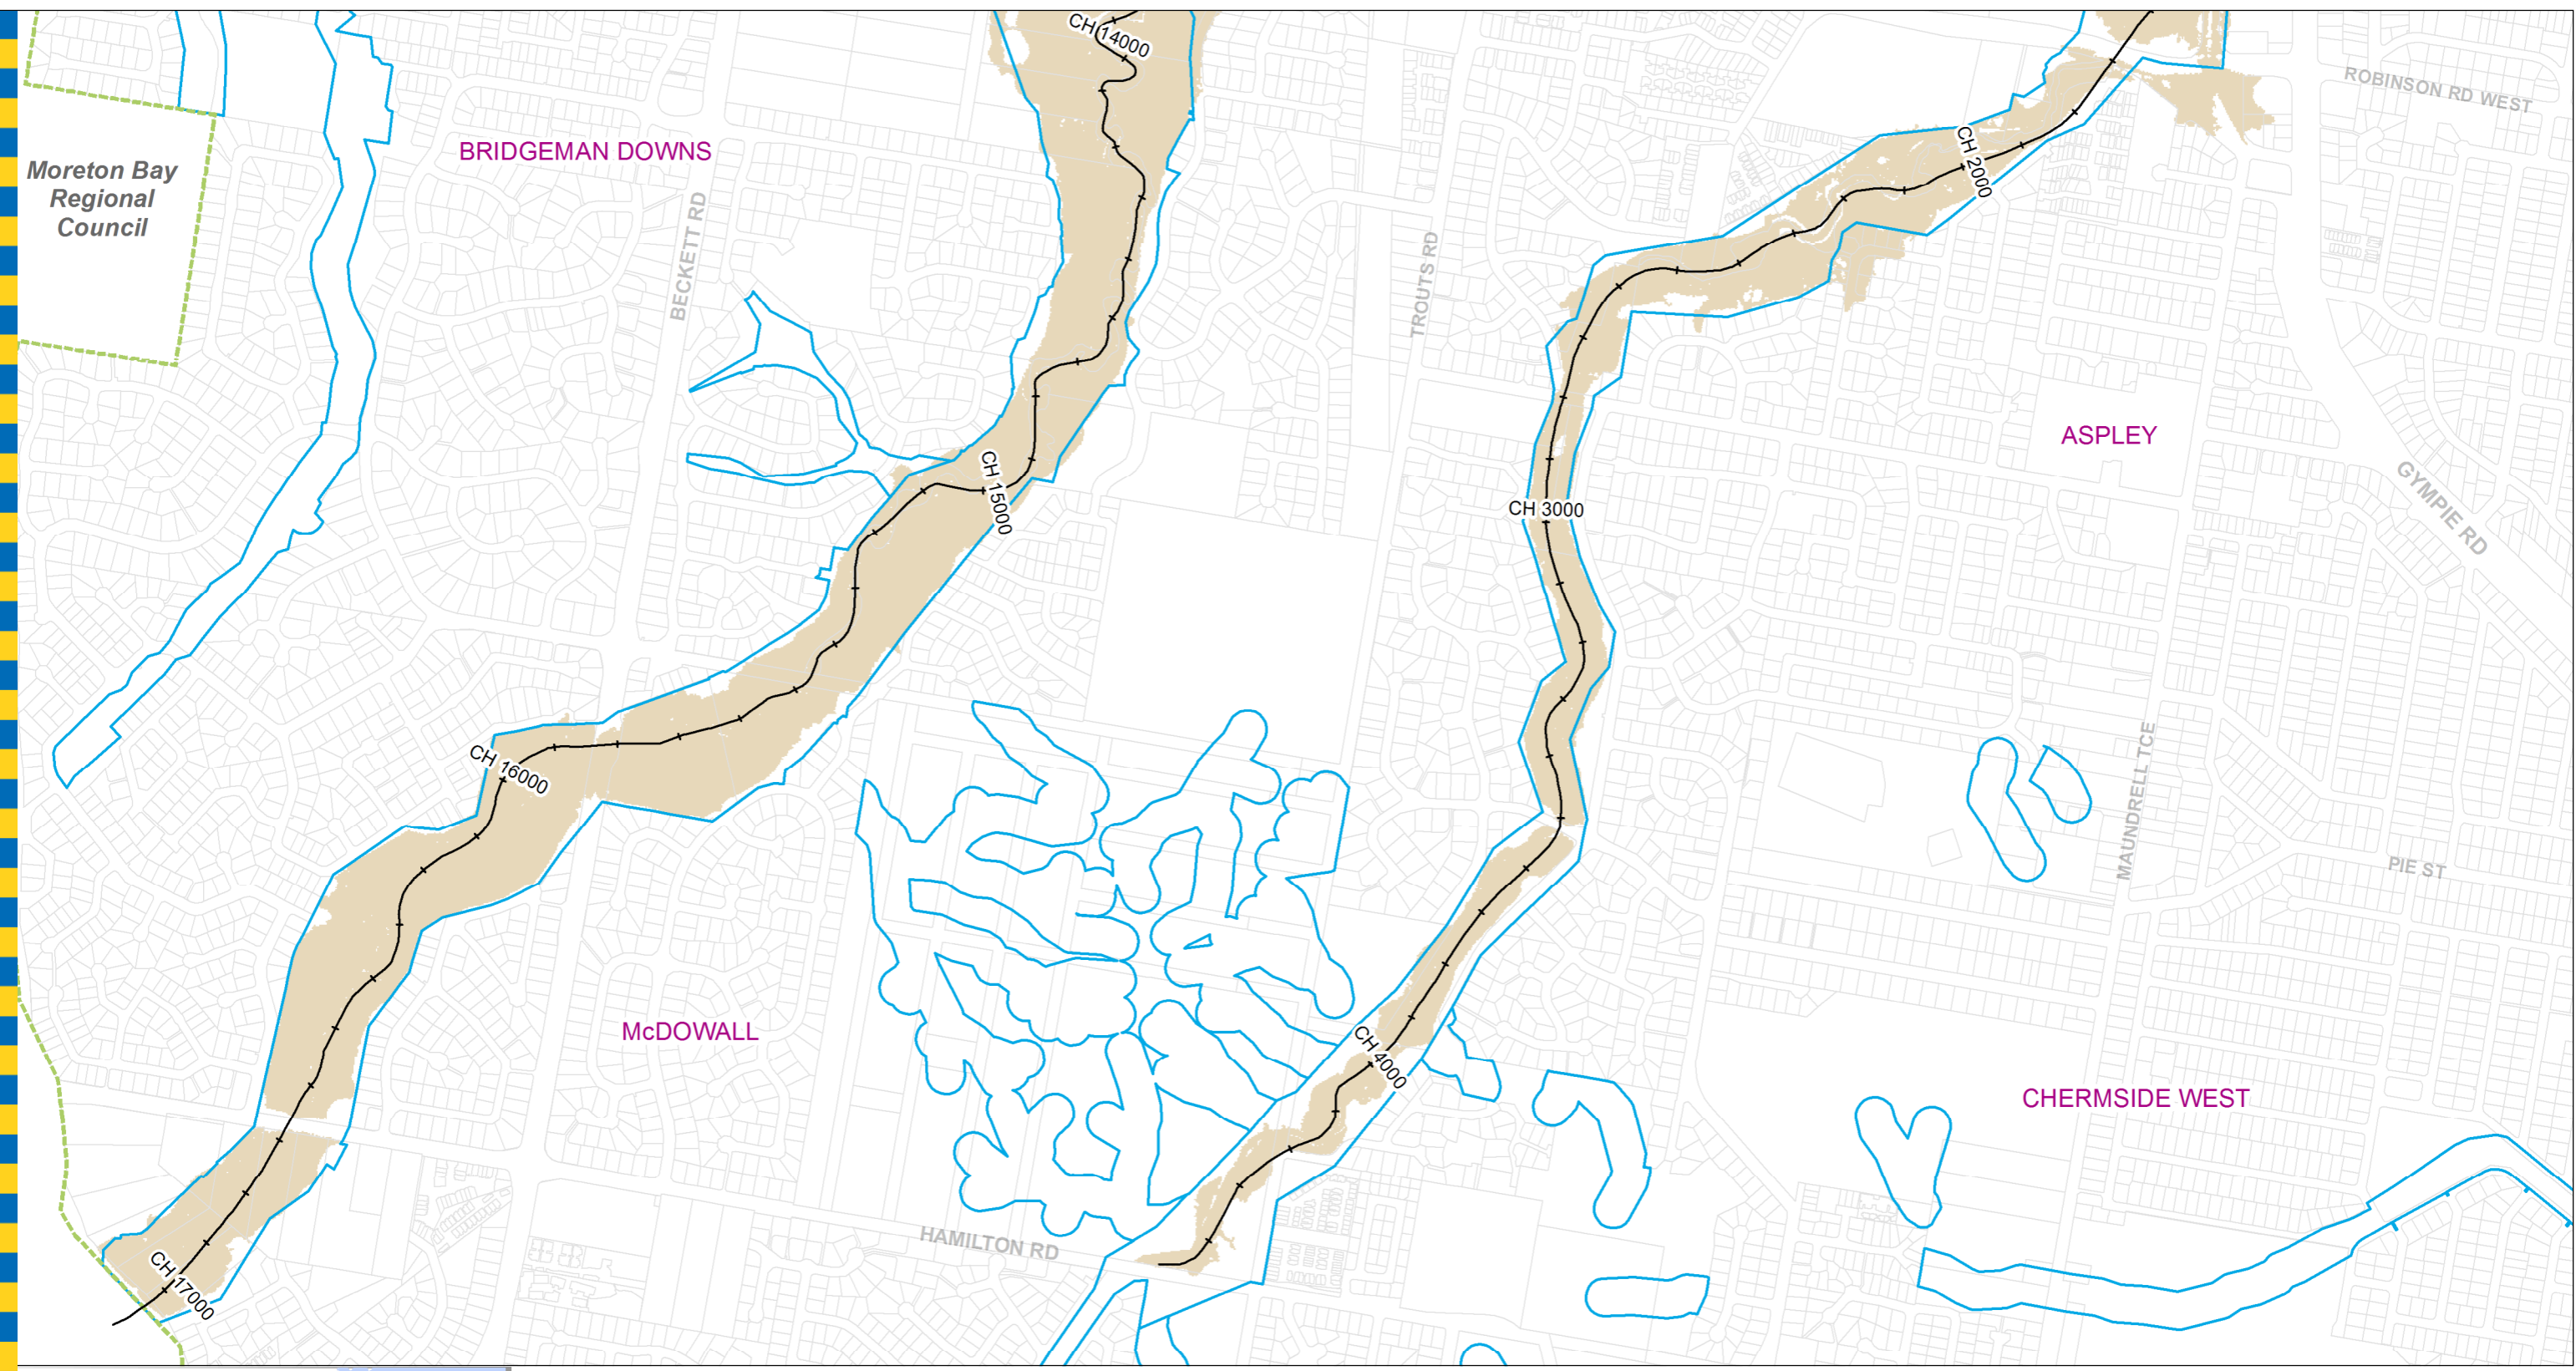 CH 14000
ROBINSON RD WEST
BRIDGEMAN DOWNS
Moreton Bay
Regional
Council
CH 2000
BECKETT RD
TROUTS RD
ASPLEY
GYMPIE RD
CH 15000
CH 3000
CH 16000
MAUNDRELL TCE
PIE ST
McDOWALL
CH 4000
CHERMSIDE WEST
HAMILTON RD
CH 17000